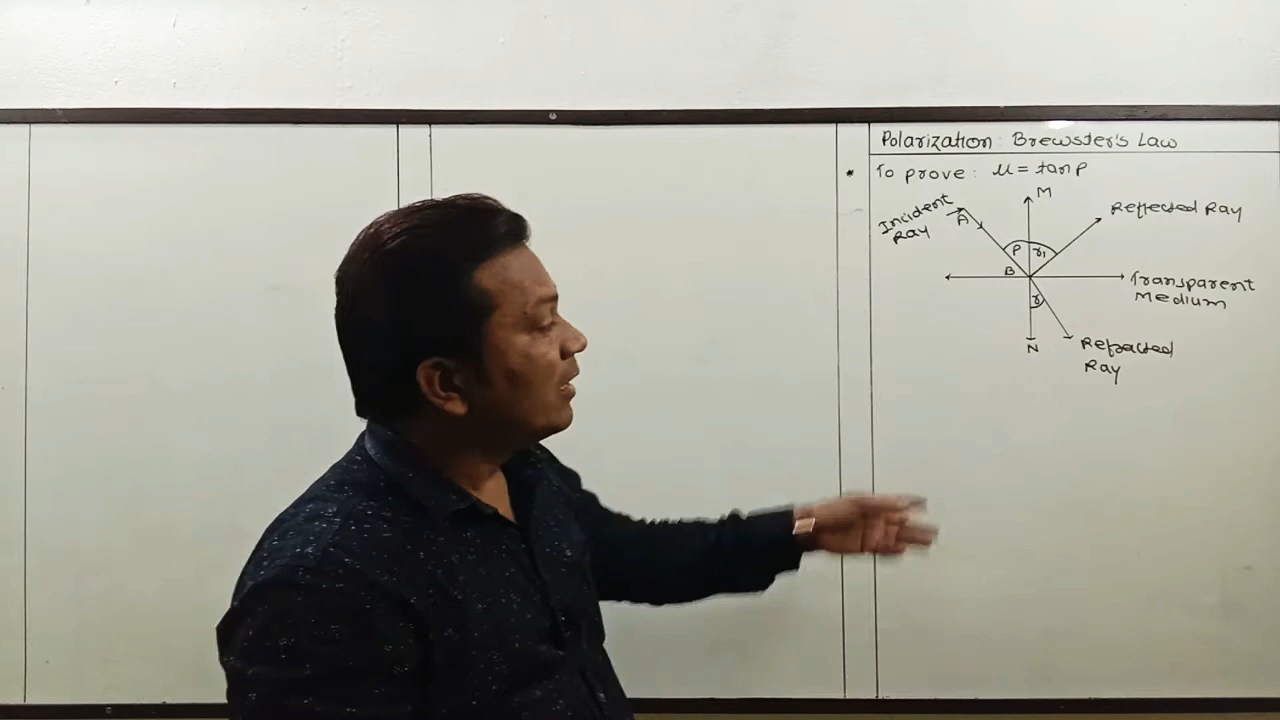 Polarization: Brewster's Law
* To prove: μ = tan P
M
Incident
Ray
A
Reflected Ray
P
r₁
B
Transparent
Medium
r
N
Refracted
Ray